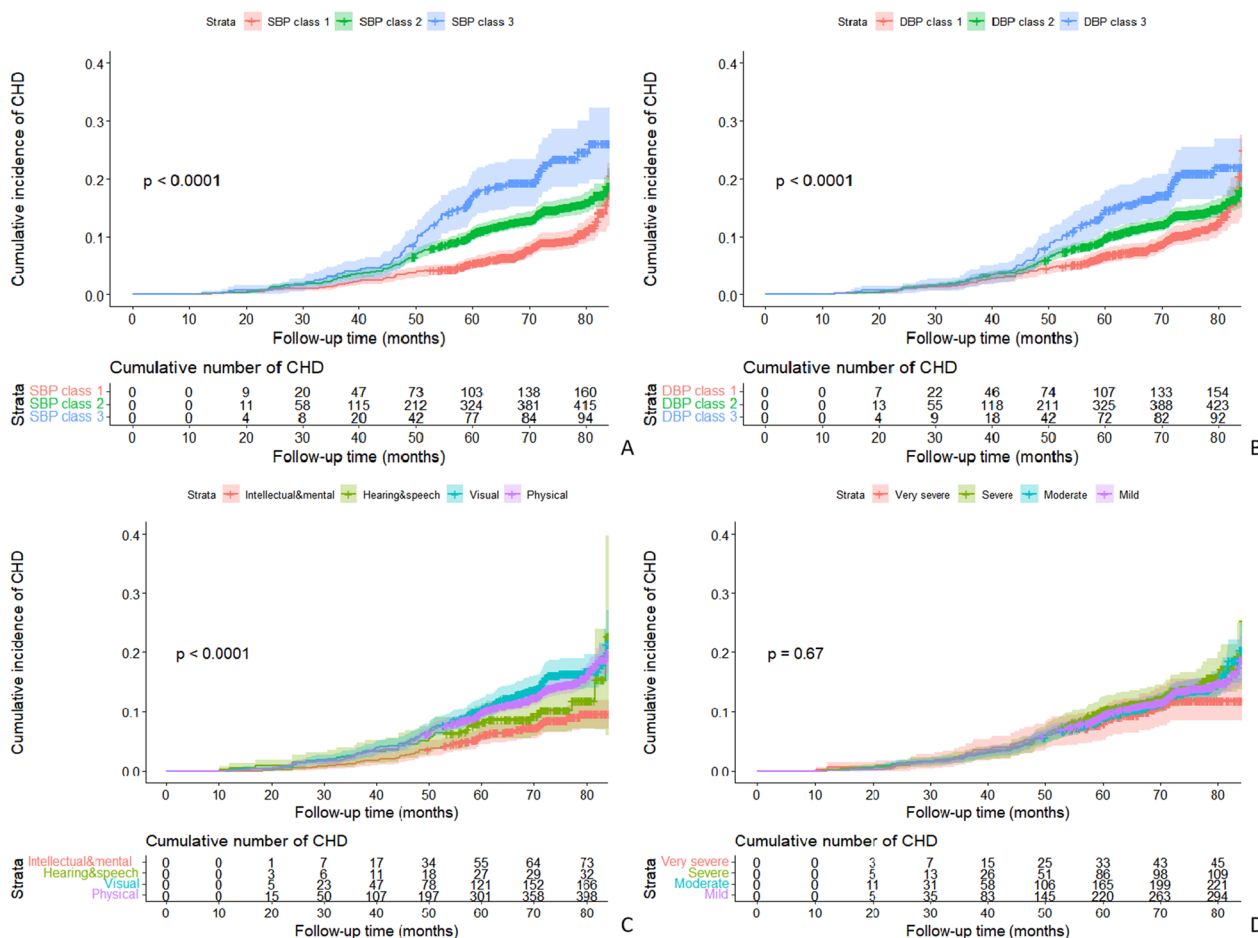 Strata SBP class 1 SBP class 2 SBP class 3
Cumulative incidence of CHD
0.4
0.3
0.2
0.1
0.0
p < 0.0001
0 10 20 30 40 50 60 70 80
Follow-up time (months)
Cumulative number of CHD
Strata
SBP class 1 0 0 9 20 47 73 103 138 160
SBP class 2 0 0 11 58 115 212 324 381 415
SBP class 3 0 0 4 8 20 42 77 84 94
0 10 20 30 40 50 60 70 80
Follow-up time (months)
A
Strata DBP class 1 DBP class 2 DBP class 3
Cumulative incidence of CHD
0.4
0.3
0.2
0.1
0.0
p < 0.0001
0 10 20 30 40 50 60 70 80
Follow-up time (months)
Cumulative number of CHD
Strata
DBP class 1 0 0 7 22 46 74 107 133 154
DBP class 2 0 0 13 55 118 211 325 388 423
DBP class 3 0 0 4 9 18 42 72 82 92
0 10 20 30 40 50 60 70 80
Follow-up time (months)
B
Strata Intellectual&mental Hearing&speech Visual Physical
Cumulative incidence of CHD
0.4
0.3
0.2
0.1
0.0
p < 0.0001
0 10 20 30 40 50 60 70 80
Follow-up time (months)
Cumulative number of CHD
Strata
Intellectual&mental 0 0 1 7 17 34 55 64 73
Hearing&speech 0 0 3 6 11 18 27 29 32
Visual 0 0 5 23 47 78 121 152 166
Physical 0 0 15 50 107 197 301 358 398
0 10 20 30 40 50 60 70 80
Follow-up time (months)
C
Strata Very severe Severe Moderate Mild
Cumulative incidence of CHD
0.4
0.3
0.2
0.1
0.0
p = 0.67
0 10 20 30 40 50 60 70 80
Follow-up time (months)
Cumulative number of CHD
Strata
Very severe 0 0 3 7 15 25 33 43 45
Severe 0 0 5 13 26 51 86 98 109
Moderate 0 0 11 31 58 106 165 199 221
Mild 0 0 5 35 83 145 220 263 294
0 10 20 30 40 50 60 70 80
Follow-up time (months)
D